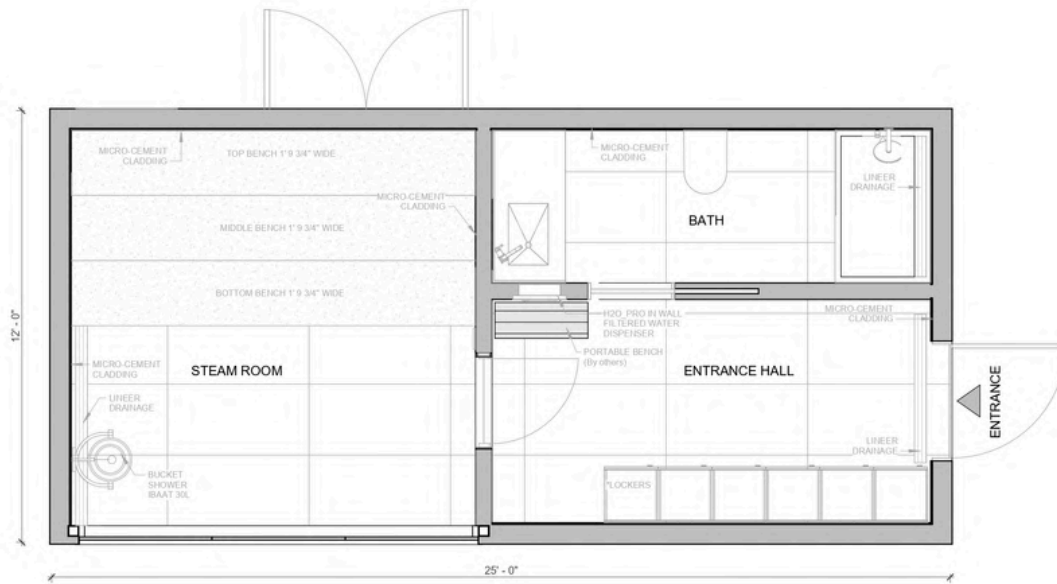 MICRO-CEMENT
CLADDING
TOP BENCH 1' 9 3/4" WIDE
MICRO-CEMENT
CLADDING
MIDDLE BENCH 1' 9 3/4" WIDE
BOTTOM BENCH 1' 9 3/4" WIDE
MICRO-CEMENT
CLADDING
LINEER
DRAINAGE
BATH
H2O_PRO IN WALL
FILTERED WATER
DISPENSER
MICRO-CEMENT
CLADDING
12' - 0"
PORTABLE BENCH
(By others)
MICRO-CEMENT
CLADDING
STEAM ROOM
ENTRANCE HALL
ENTRANCE
LINEER
DRAINAGE
LINEER
DRAINAGE
BUCKET
SHOWER
IBAAT 30L
*LOCKERS
25' - 0"